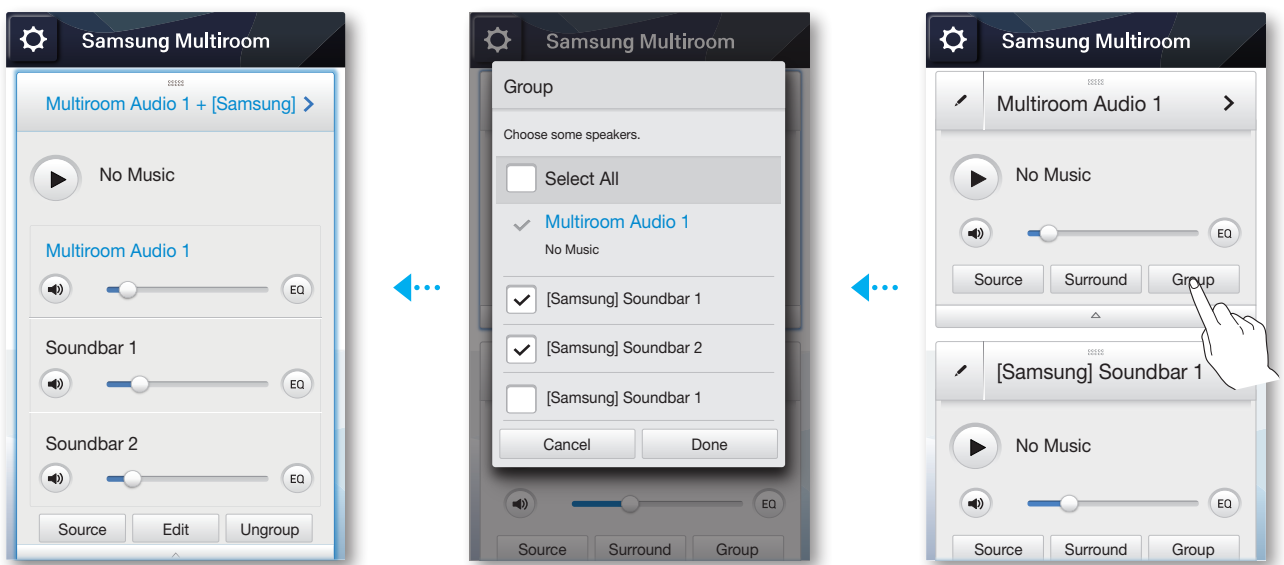 Samsung Multiroom
Multiroom Audio 1 + [Samsung]
No Music
Multiroom Audio 1
EQ
Soundbar 1
EQ
Soundbar 2
EQ
Source Edit Ungroup
Samsung Multiroom
Group
Choose some speakers.
Select All
Multiroom Audio 1
No Music
[Samsung] Soundbar 1
[Samsung] Soundbar 2
[Samsung] Soundbar 1
Cancel Done
EQ
Source Surround Group
Samsung Multiroom
Multiroom Audio 1
No Music
EQ
Source Surround Group
[Samsung] Soundbar 1
No Music
EQ
Source Surround Group